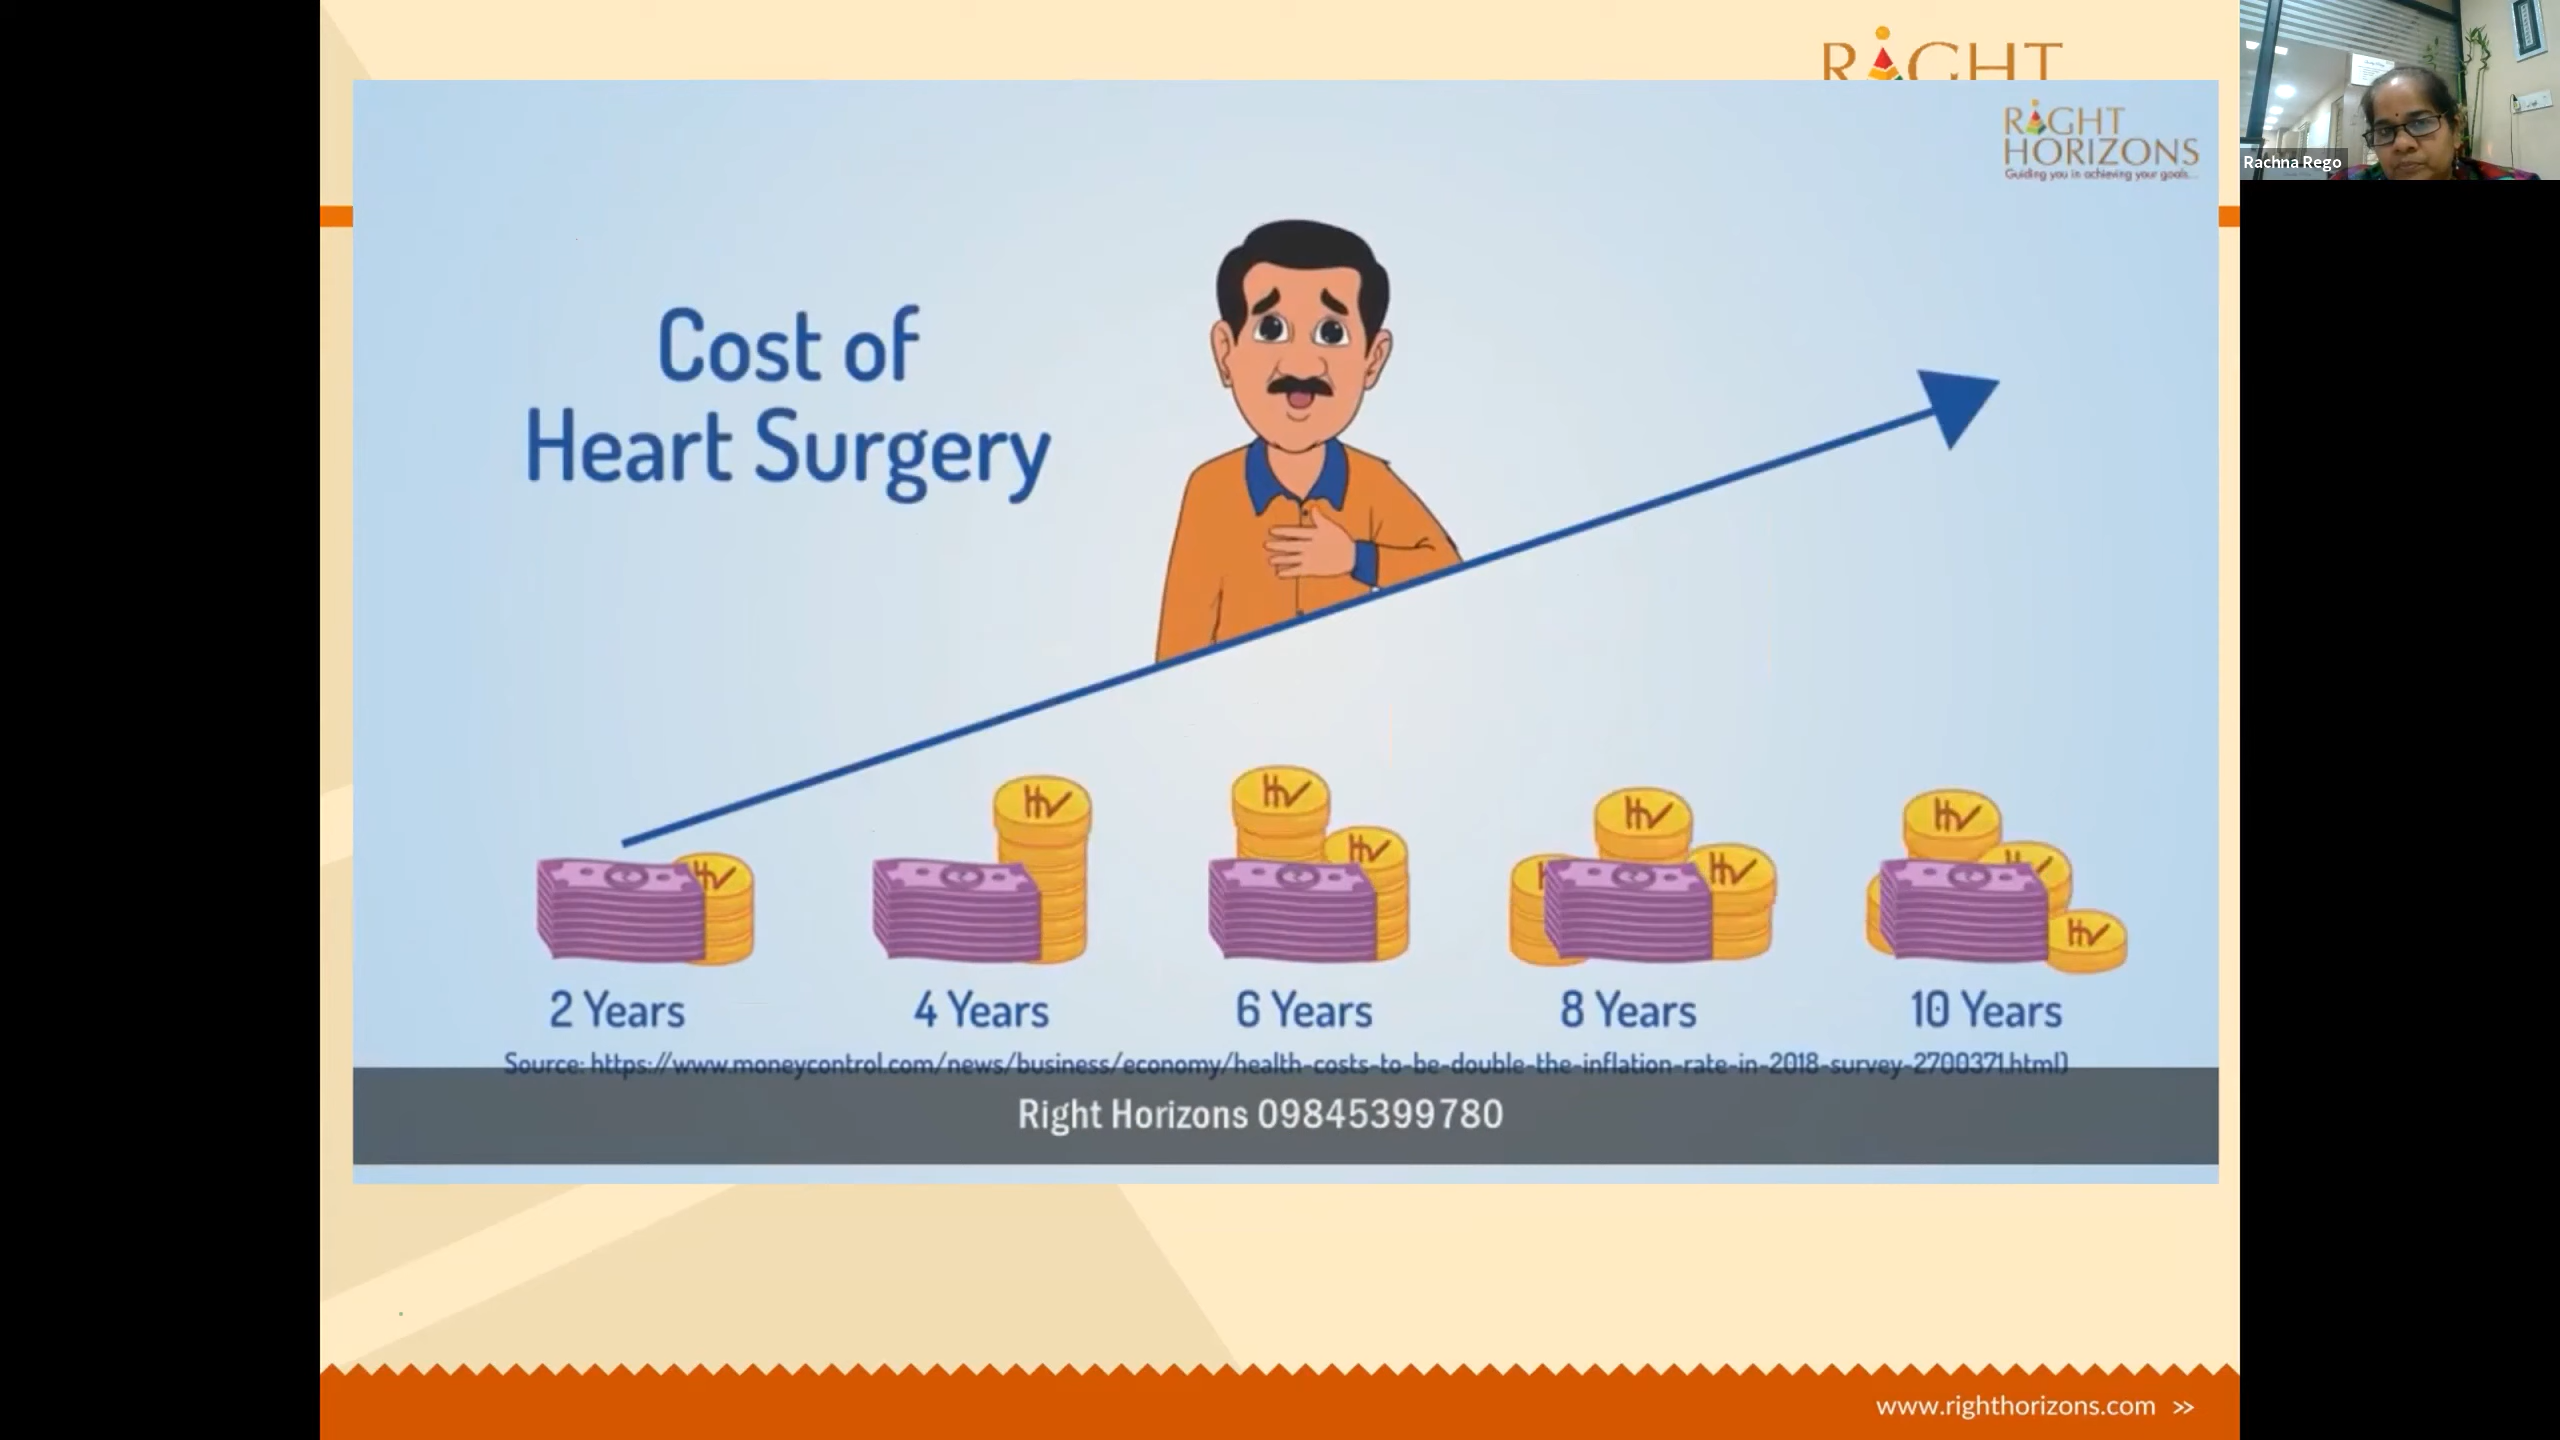 RIGHT
RIGHT
HORIZONS
Guiding you in achieving your goals...
Rachna Rego
Cost of
Heart Surgery
2 Years
4 Years
6 Years
8 Years
10 Years
Source: https://www.moneycontrol.com/news/business/economy/health-costs-to-be-double-the-inflation-rate-in-2018-survey-2700371.html)
Right Horizons 09845399780
www.righthorizons.com »